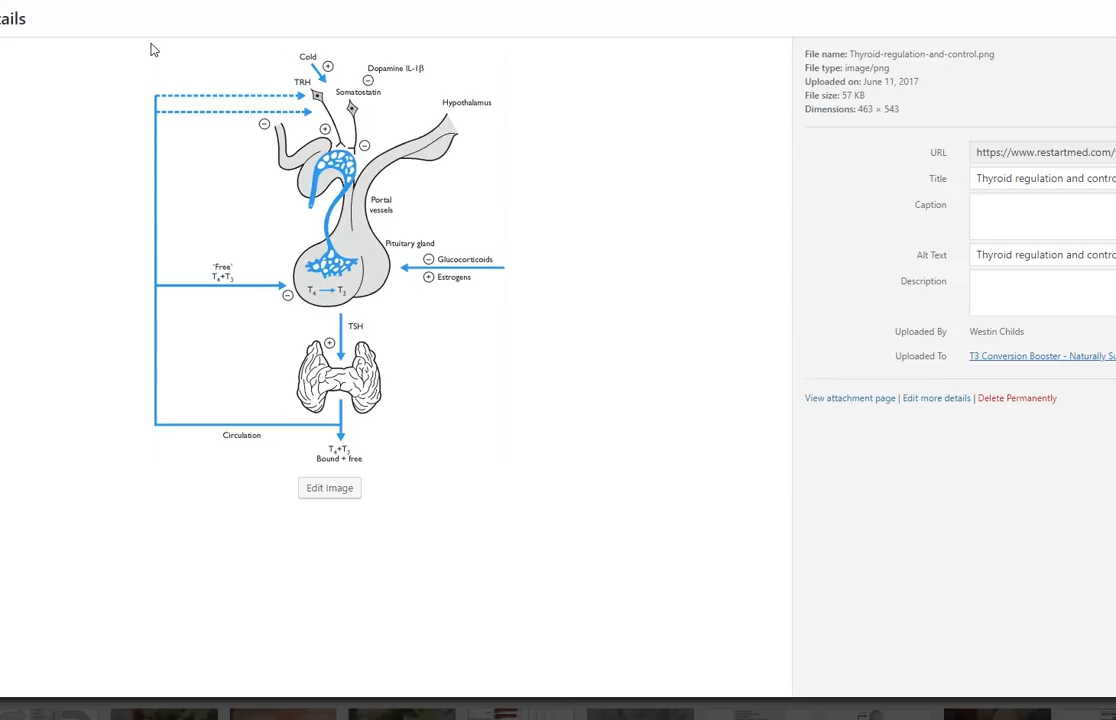 tails
Cold
+
Dopamine IL-1β
−
TRH
Somatostatin
Hypothalamus
−
+
−
Portal
vessels
Pituitary gland
− Glucocorticoids
+ Estrogens
'Free'
T4+T3
−
T4 T3
TSH
+
Circulation
T4+T3
Bound + free
Edit Image
File name: Thyroid-regulation-and-control.png
File type: image/png
Uploaded on: June 11, 2017
File size: 57 KB
Dimensions: 463 × 543
URL https://www.restartmed.com/
Title Thyroid regulation and contro
Caption
Alt Text Thyroid regulation and contro
Description
Uploaded By Westin Childs
Uploaded To T3 Conversion Booster - Naturally Su
View attachment page | Edit more details | Delete Permanently